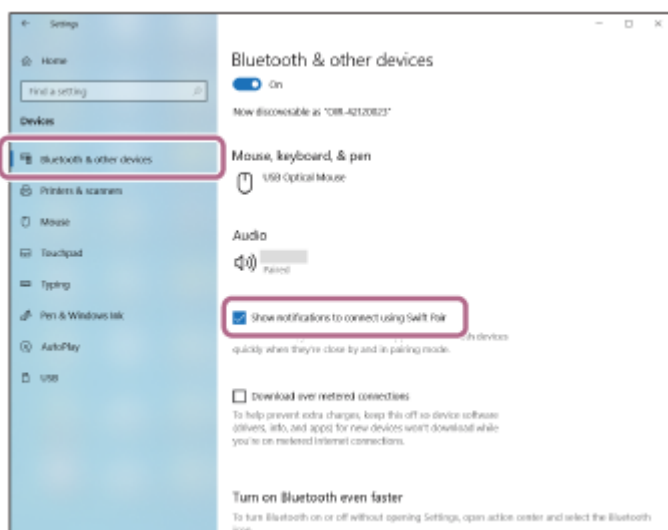 Settings
Home
Find a setting
Devices
Bluetooth & other devices
Printers & scanners
Mouse
Touchpad
Typing
Pen & Windows Ink
AutoPlay
USB
Bluetooth & other devices
On
Now discoverable as
Mouse, keyboard, & pen
USB Optical Mouse
Audio
Paired
Show notifications to connect using Swift Pair
devices
quickly when they're close by and in pairing mode.
Download over metered connections
To help prevent extra charges, keep this off so device software
(drivers, info, and apps) for new devices won't download while
you're on metered Internet connections.
Turn on Bluetooth even faster
To turn Bluetooth on or off without opening Settings, open action center and select the Bluetooth
icon.